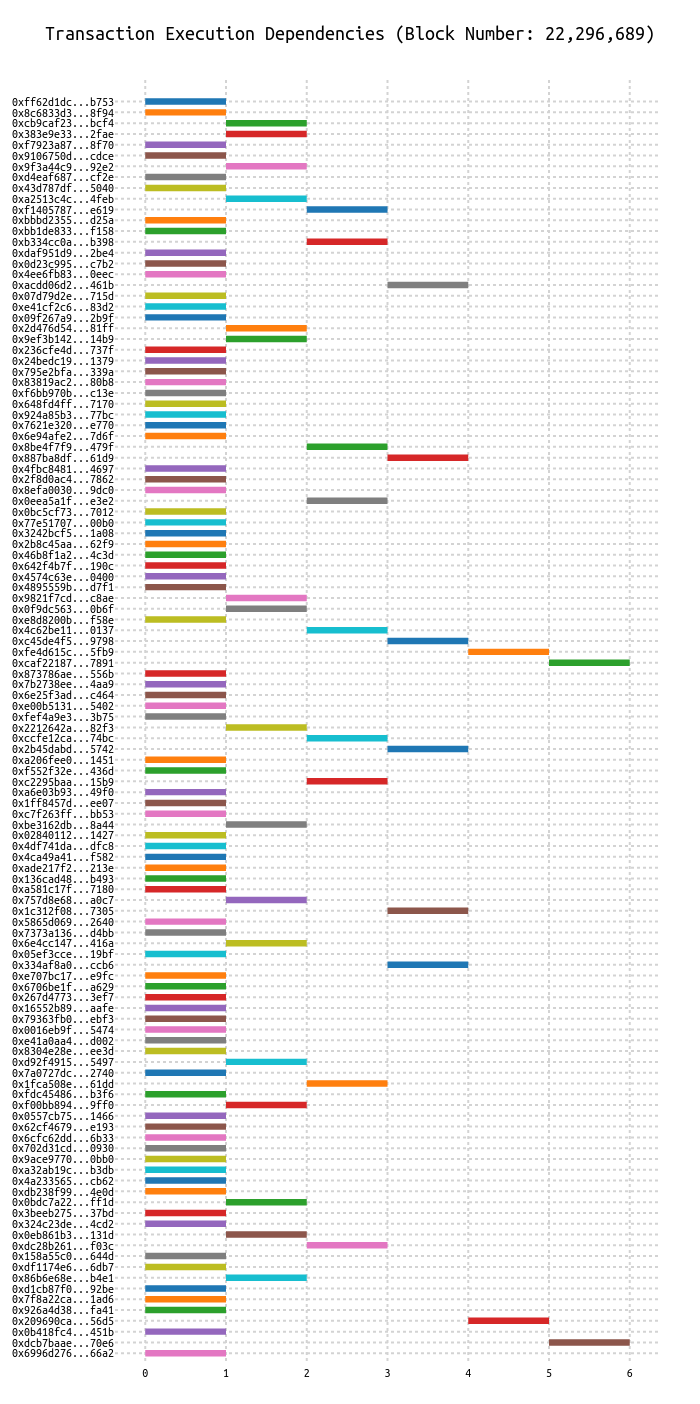 Transaction Execution Dependencies (Block Number: 22,296,689)
0xff62d1dc...b753
0x8c6833d3...8f94
0xcb9caf23...bcf4
0x383e9e33...2fae
0xf7923a87...8f70
0x9106750d...cdce
0x9f3a44c9...92e2
0xd4eaf687...cf2e
0x43d787df...5040
0xa2513c4c...4feb
0xf1405787...e619
0xbbbd2355...d25a
0xbb1de833...f158
0xb334cc0a...b398
0xdaf951d9...2be4
0x0d23c995...c7b2
0x4ee6fb83...0eec
0xacdd06d2...461b
0x07d79d2e...715d
0xe41cf2c6...83d2
0x09f267a9...2b9f
0x2d476d54...81ff
0x9ef3b142...14b9
0x236cfe4d...737f
0x24bedc19...1379
0x795e2bfa...339a
0x83819ac2...80b8
0xf6bb970b...c13e
0x648fd4ff...7170
0x924a85b3...77bc
0x7621e320...e770
0x6e94afe2...7d6f
0x8be4f7f9...479f
0x887ba8df...61d9
0x4fbc8481...4697
0x2f8d0ac4...7862
0x8efa0030...9dc0
0x0eea5a1f...e3e2
0x0bc5cf73...7012
0x77e51707...00b0
0x3242bcf5...1a08
0x2b8c45aa...62f9
0x46b8f1a2...4c3d
0x642f4b7f...190c
0x4574c63e...0400
0x4895559b...d7f1
0x9821f7cd...c8ae
0x0f9dc563...0b6f
0xe8d8200b...f58e
0x4c62be11...0137
0xc45de4f5...9798
0xfe4d615c...5fb9
0xcaf22187...7891
0x873786ae...556b
0x7b2738ee...4aa9
0x6e25f3ad...c464
0xe00b5131...5402
0xfef4a9e3...3b75
0x2212642a...82f3
0xccfe12ca...74bc
0x2b45dabd...5742
0xa206fee0...1451
0xf552f32e...436d
0xc2295baa...15b9
0xa6e03b93...49f0
0x1ff8457d...ee07
0xc7f263ff...bb53
0xbe3162db...8a44
0x02840112...1427
0x4df741da...dfc8
0x4ca49a41...f582
0xade217f2...213e
0x136cad48...b493
0xa581c17f...7180
0x757d8e68...a0c7
0x1c312f08...7305
0x5865d069...2640
0x7373a136...d4bb
0x6e4cc147...416a
0x05ef3cce...19bf
0x334af8a0...ccb6
0xe707bc17...e9fc
0x6706be1f...a629
0x267d4773...3ef7
0x16552b89...aafe
0x79363fb0...ebf3
0x0016eb9f...5474
0xe41a0aa4...d002
0x8304e28e...ee3d
0xd92f4915...5497
0x7a0727dc...2740
0x1fca508e...61dd
0xfdc45486...b3f6
0xf00bb894...9ff0
0x0557cb75...1466
0x62cf4679...e193
0x6cfc62dd...6b33
0x702d31cd...0930
0x9ace9770...0bb0
0xa32ab19c...b3db
0x4a233565...cb62
0xdb238f99...4e0d
0x0bdc7a22...ff1d
0x3beeb275...37bd
0x324c23de...4cd2
0x0eb861b3...131d
0xdc28b261...f03c
0x158a55c0...644d
0xdf1174e6...6db7
0x86b6e68e...b4e1
0xd1cb87f0...92be
0x7f8a22ca...1ad6
0x926a4d38...fa41
0x209690ca...56d5
0x0b418fc4...451b
0xdcb7baae...70e6
0x6996d276...66a2
0 1 2 3 4 5 6